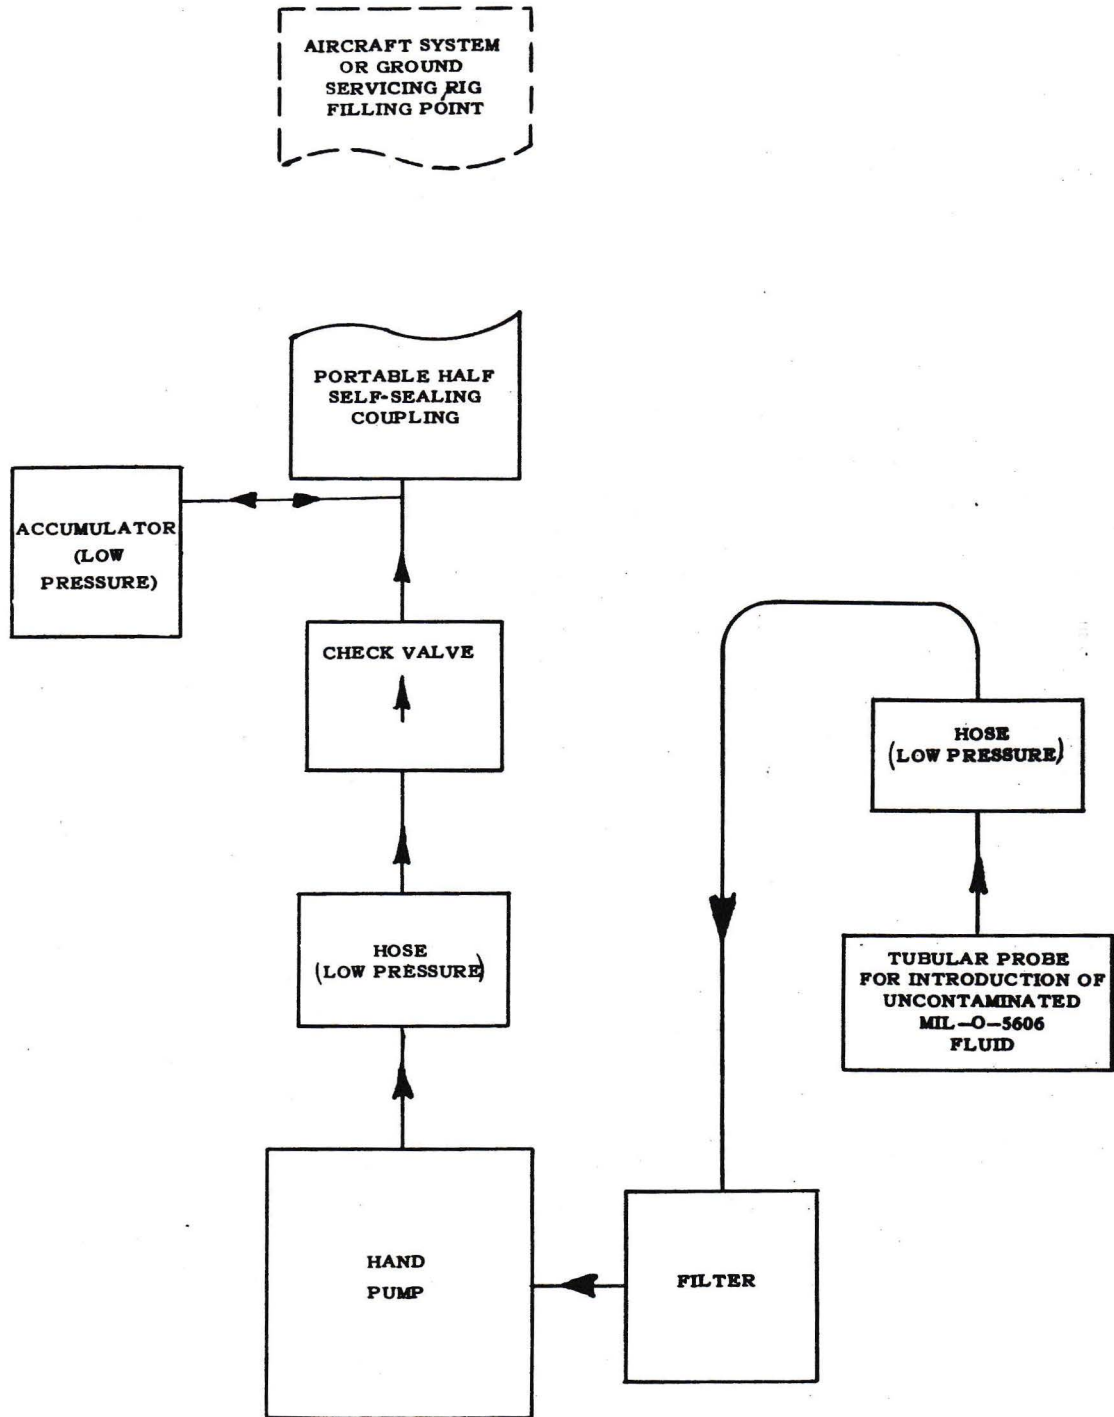 AIRCRAFT SYSTEM
OR GROUND
SERVICING RIG
FILLING POINT
PORTABLE HALF
SELF-SEALING
COUPLING
ACCUMULATOR
(LOW
PRESSURE)
CHECK VALVE
HOSE
(LOW PRESSURE)
HOSE
(LOW PRESSURE)
TUBULAR PROBE
FOR INTRODUCTION OF
UNCONTAMINATED
MIL-O-5606
FLUID
HAND
PUMP
FILTER